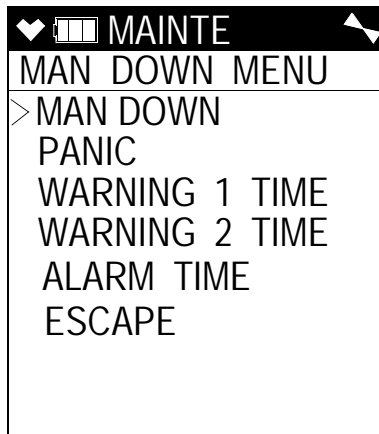 MAINTE
MAN DOWN MENU
>MAN DOWN
PANIC
WARNING 1 TIME
WARNING 2 TIME
ALARM TIME
ESCAPE